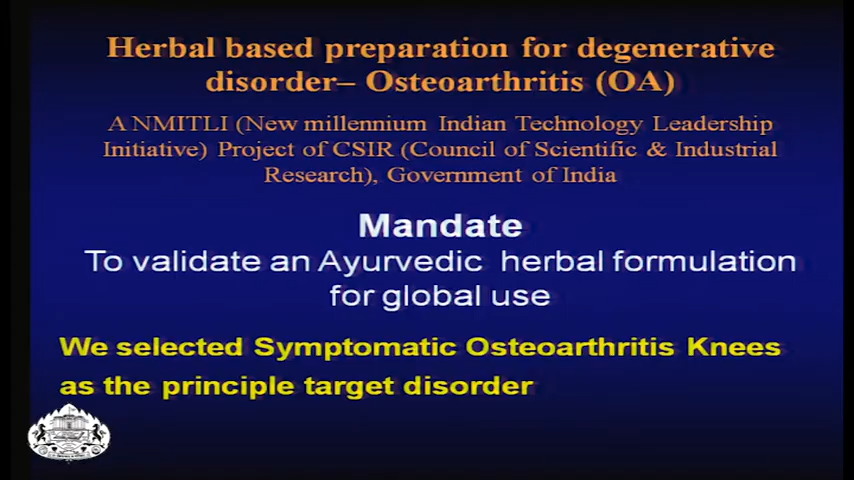 Herbal based preparation for degenerative
disorder– Osteoarthritis (OA)
A NMITLI (New millennium Indian Technology Leadership
Initiative) Project of CSIR (Council of Scientific & Industrial
Research), Government of India
Mandate
To validate an Ayurvedic herbal formulation
for global use
We selected Symptomatic Osteoarthritis Knees
as the principle target disorder